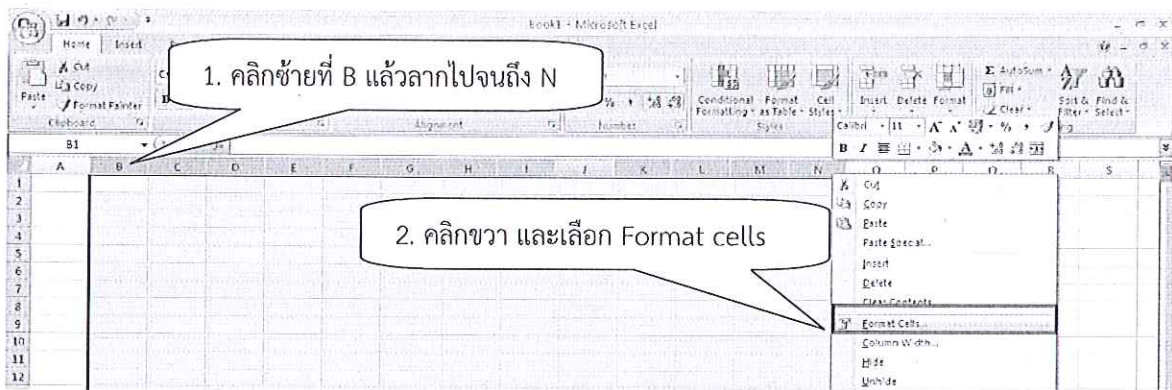 Book1 - Microsoft Excel
Home Insert
Cut
Copy
Paste
Format Painter
Clipboard
1. คลิกซ้ายที่ B แล้วลากไปจนถึง N
Alignment
Number
Conditional Formatting
Format as Table
Cell Styles
Styles
Insert Delete Format
Σ AutoSum
Fill
Clear
Sort & Filter
Find & Select
Calibri 11 A A % ,
B I A
B1
A B C D E F G H I J K L M N O P Q R S
1
2
3
4
5
6
7
8
9
10
11
12
2. คลิกขวา และเลือก Format cells
Cut
Copy
Paste
Paste Special...
Insert
Delete
Clear Contents
Format Cells...
Column Width...
Hide
Unhide